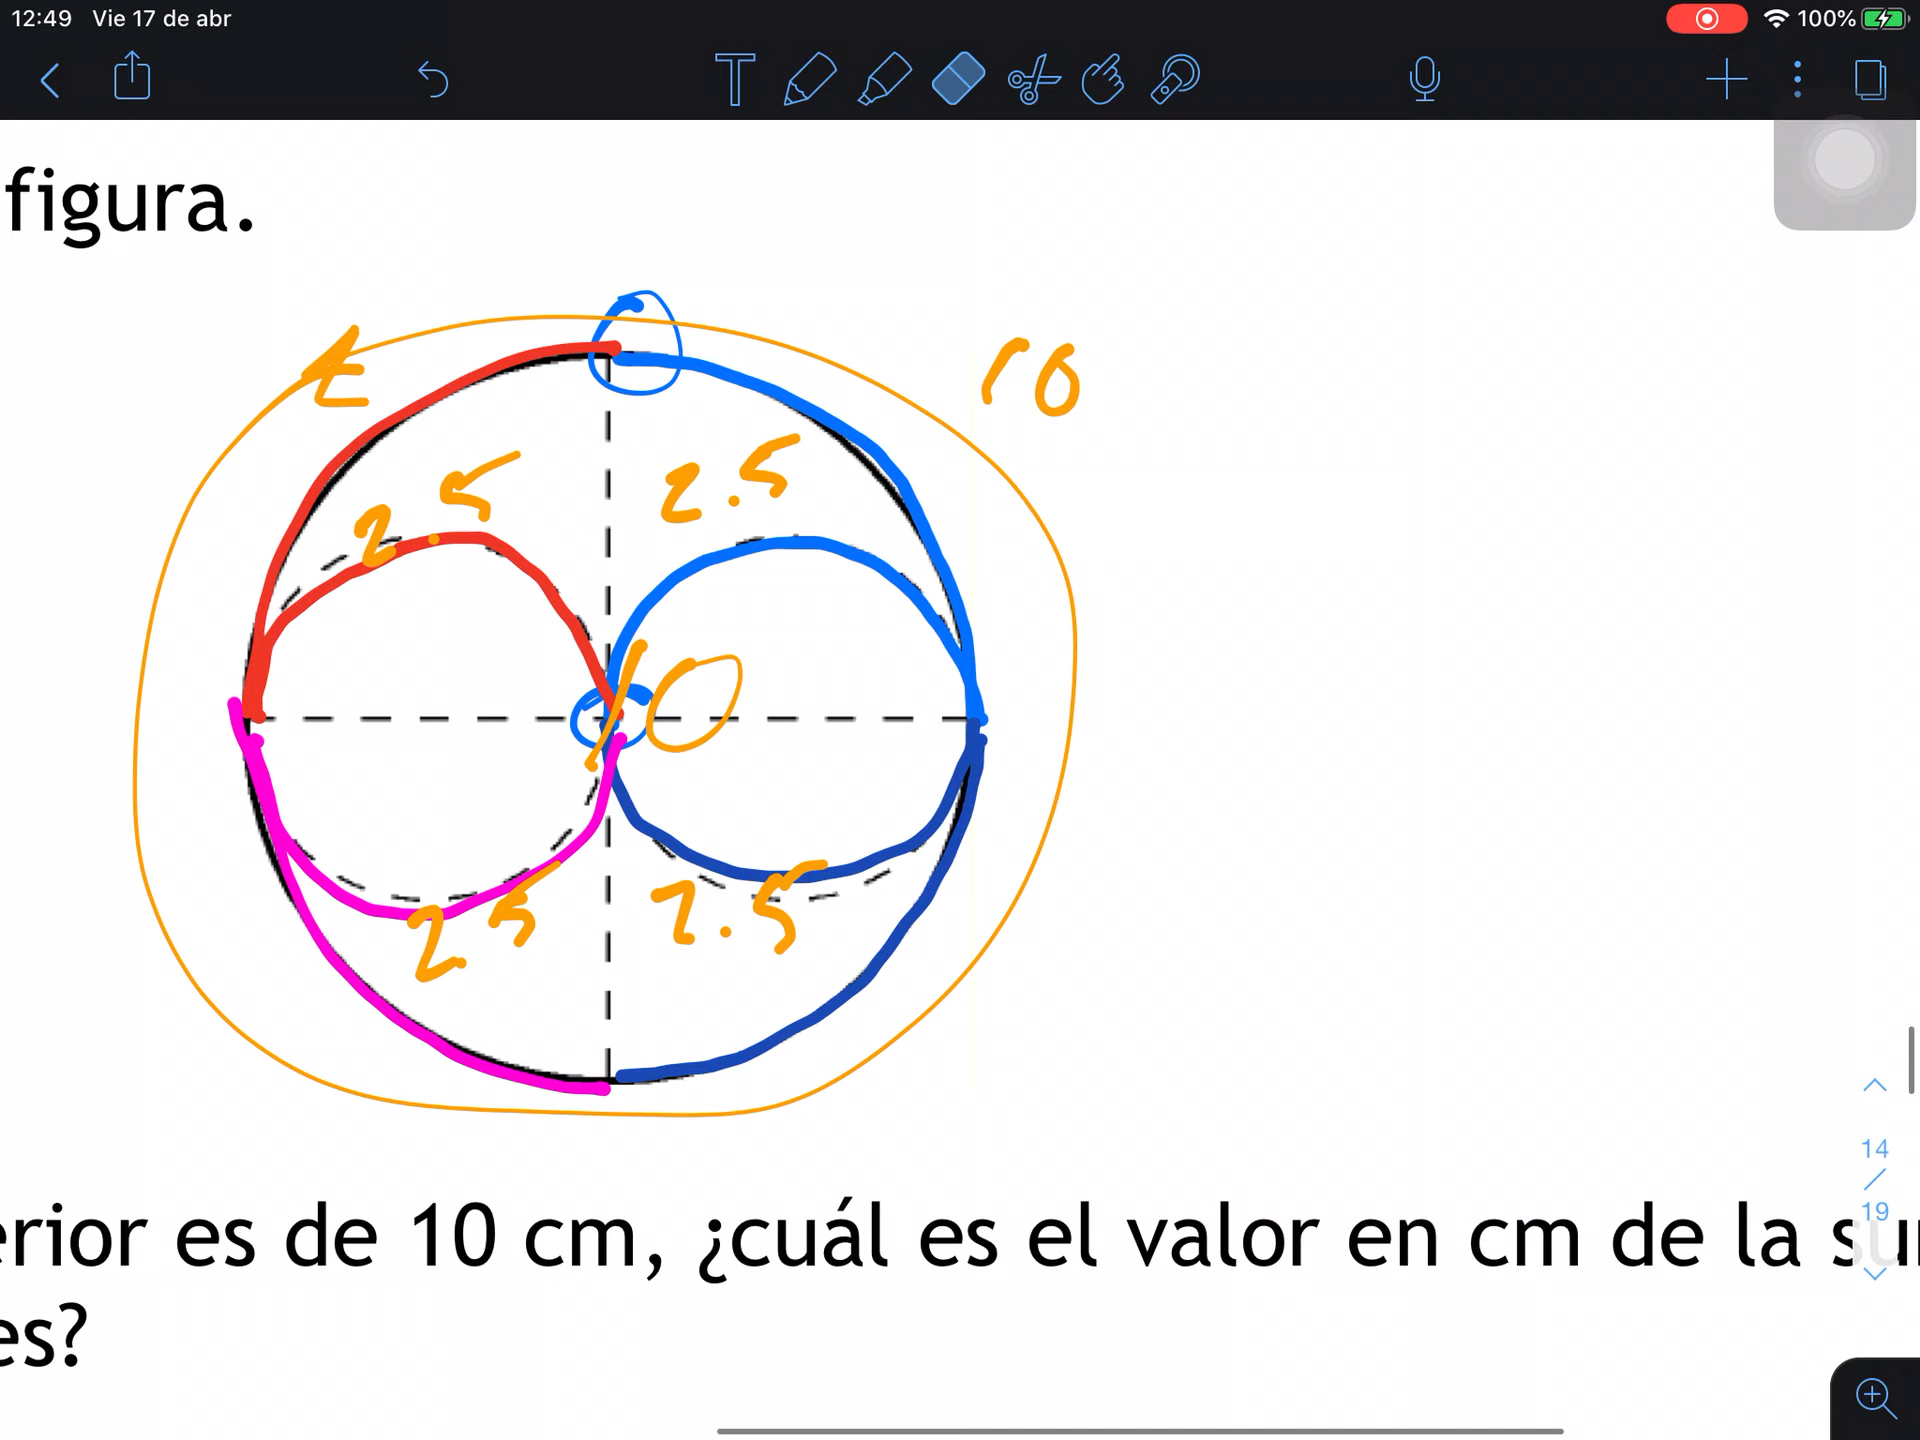 12:49 Vie 17 de abr 100%
T
figura.
10
2.5 2.5
10
2.5 2.5
14
19
erior es de 10 cm, ¿cuál es el valor en cm de la su
es?